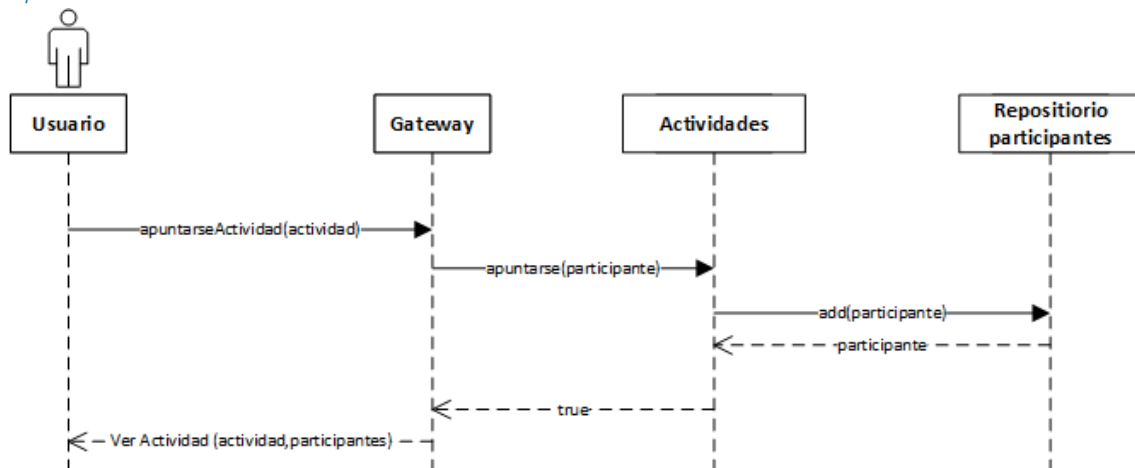 Usuario
Gateway
Actividades
Repositiorio
participantes
apuntarseActividad(actividad)
apuntarse(participante)
add(participante)
participante
true
Ver Actividad (actividad,participantes)